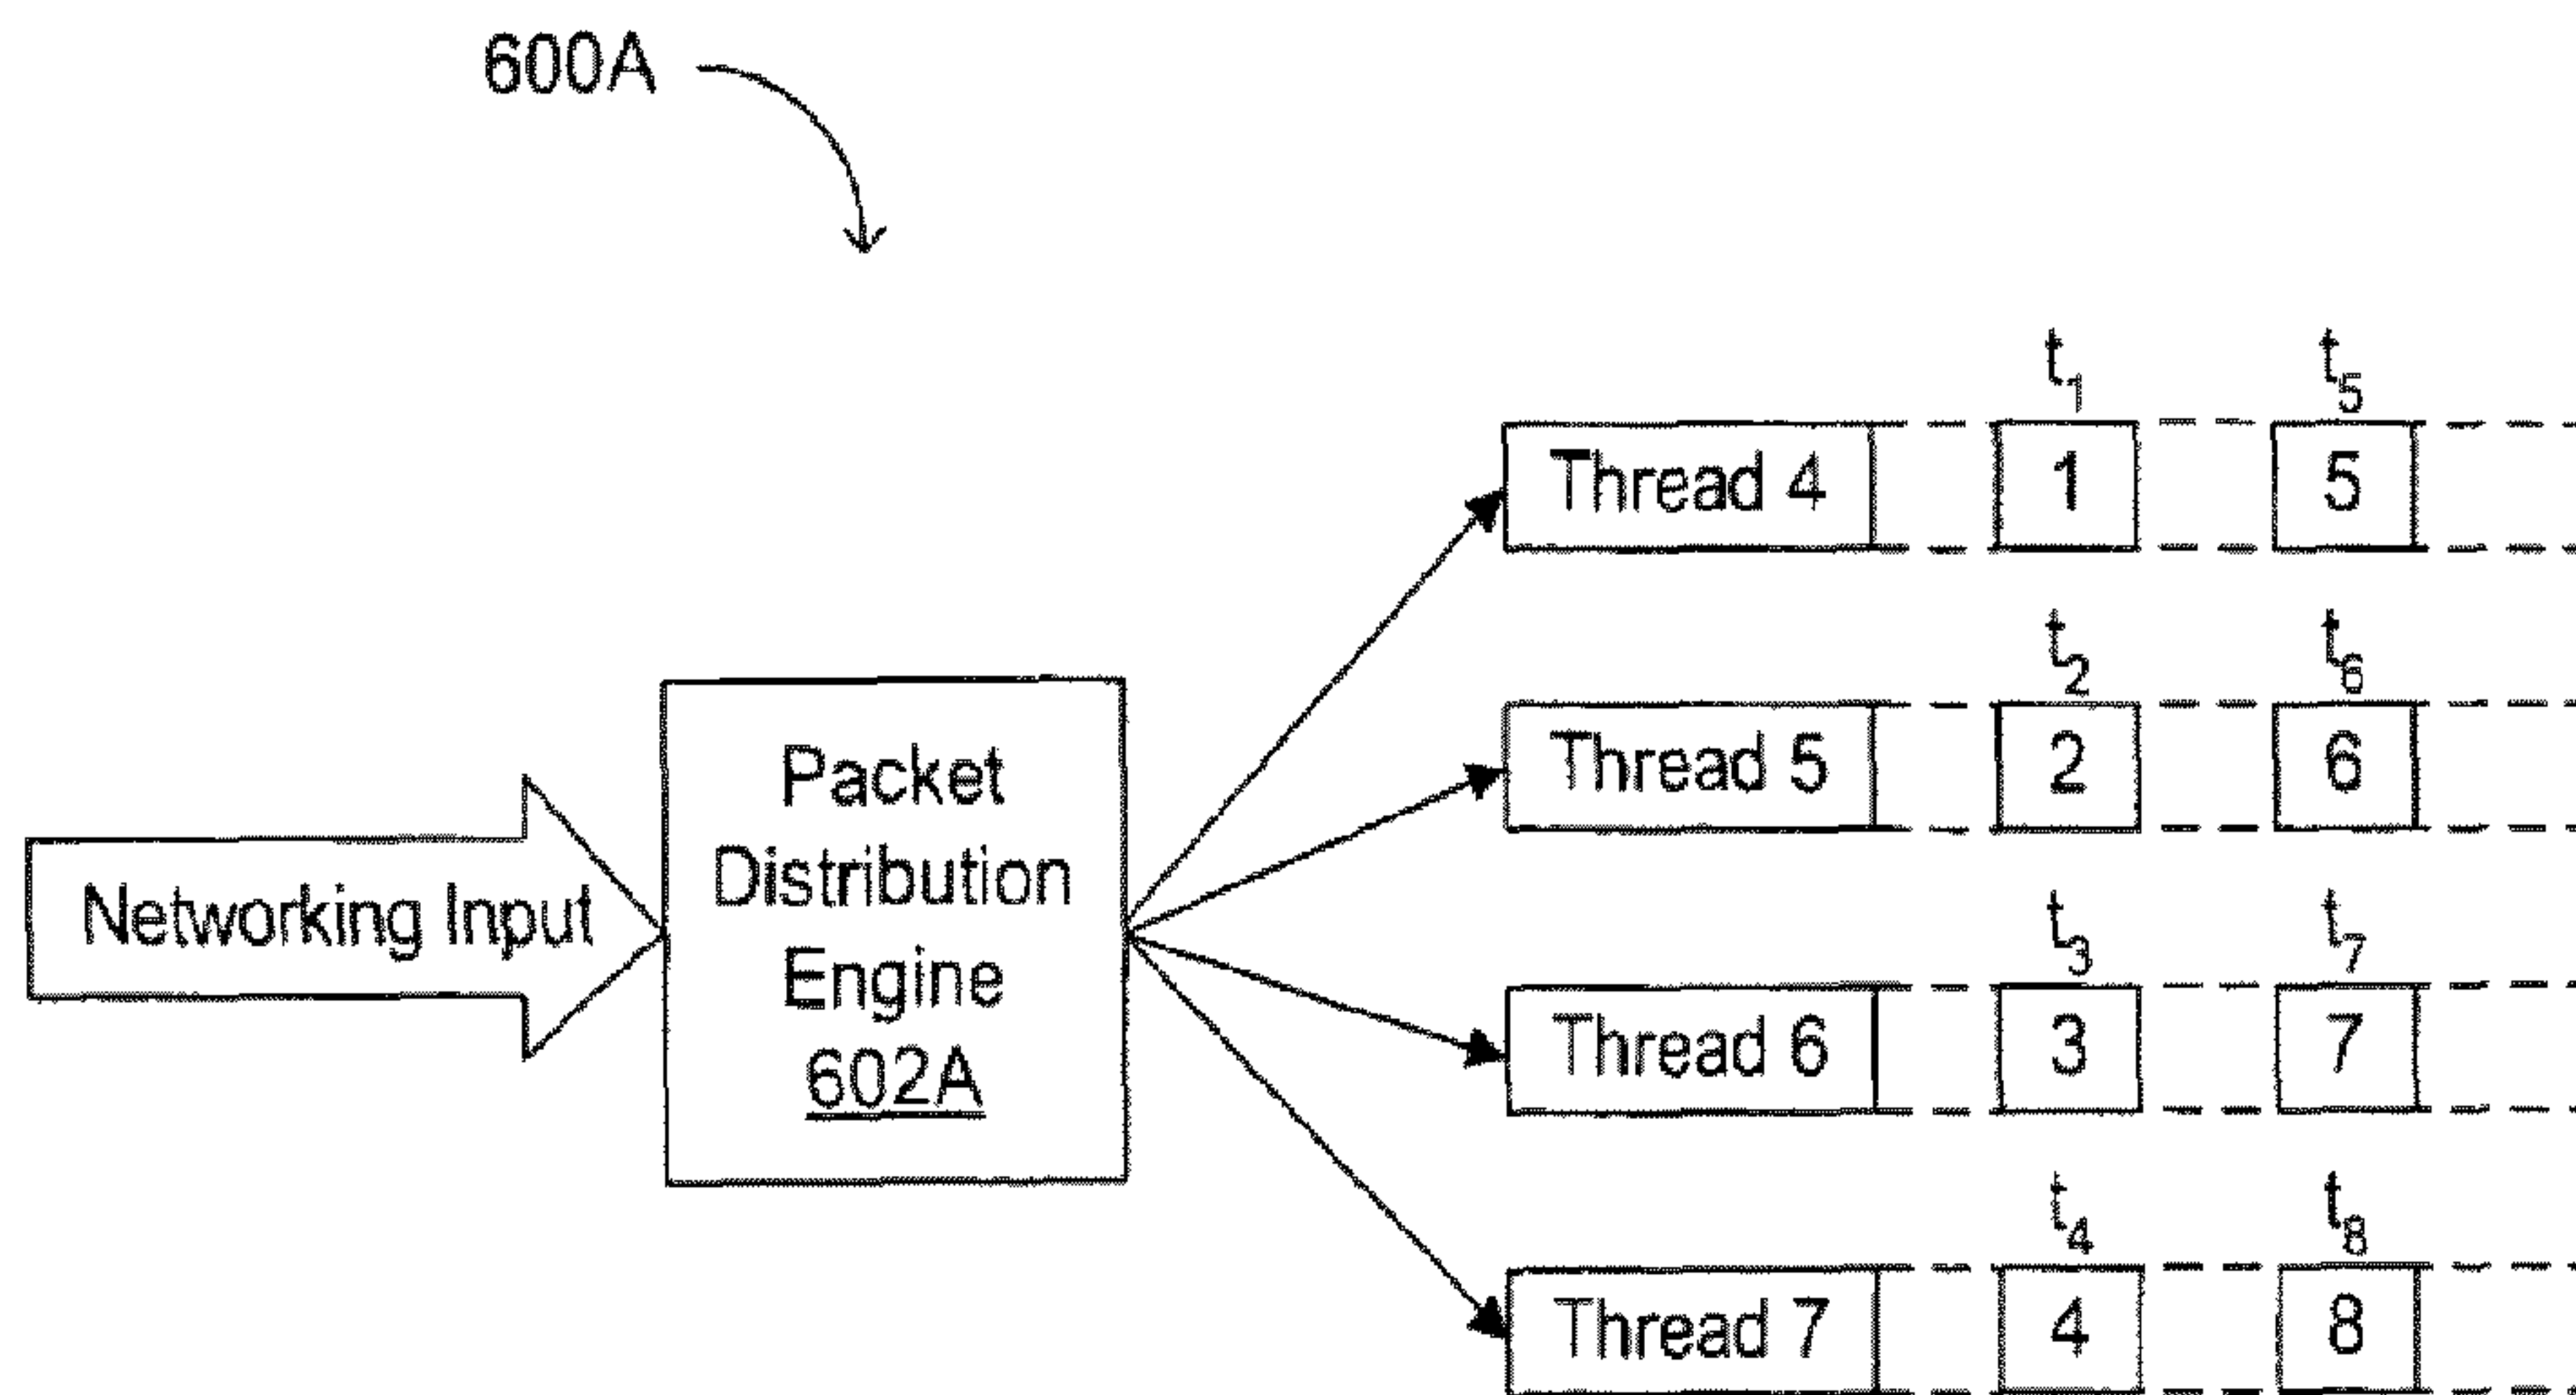 600A
t1 t5
Thread 4 1 5
t2 t6
Thread 5 2 6
t3 t7
Thread 6 3 7
t4 t8
Thread 7 4 8
Networking Input
Packet
Distribution
Engine
602A